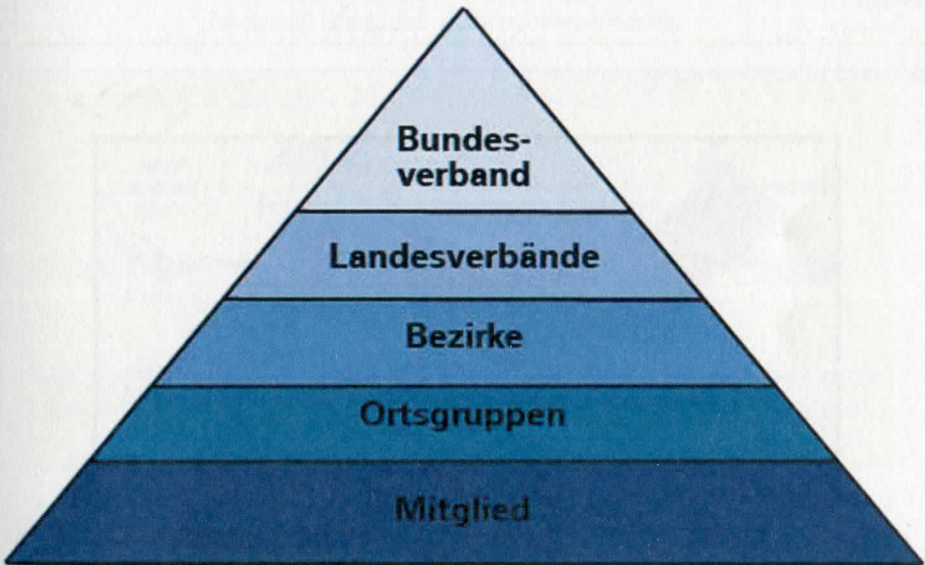 Bundes-
verband
Landesverbände
Bezirke
Ortsgruppen
Mitglied